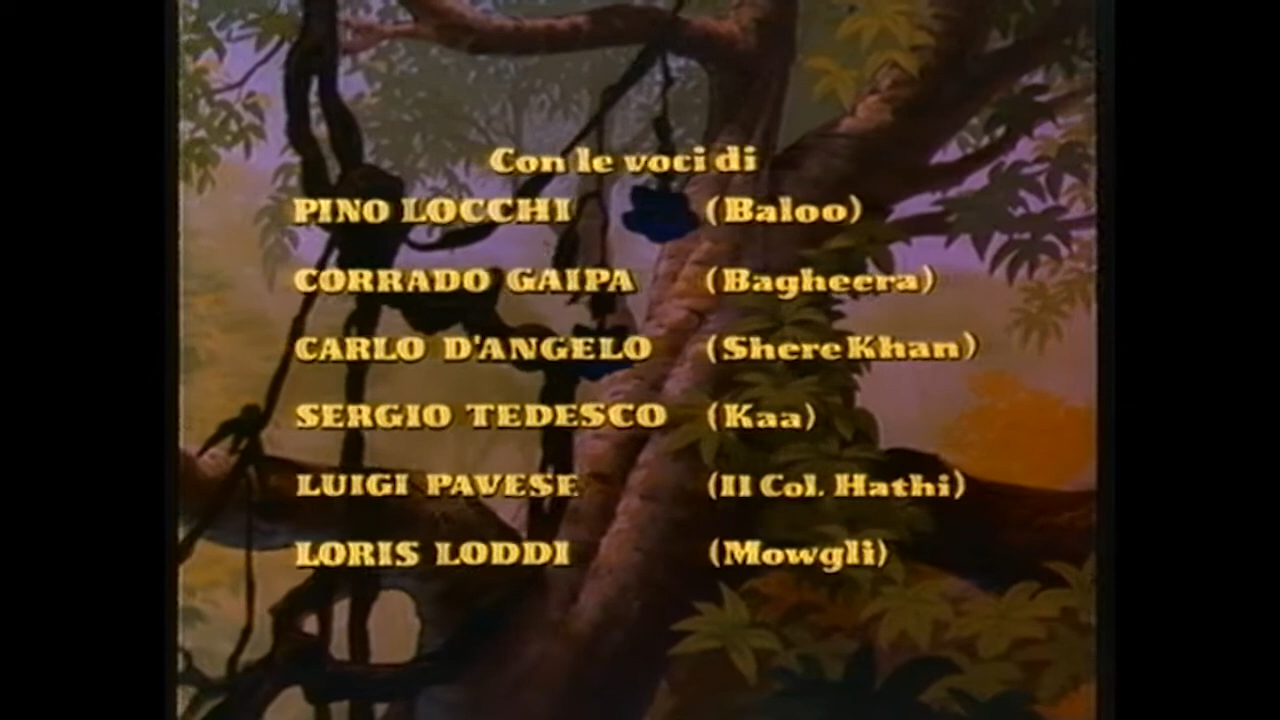 Con le voci di
PINO LOCCHI (Baloo)
CORRADO GAIPA (Bagheera)
CARLO D'ANGELO (Shere Khan)
SERGIO TEDESCO (Kaa)
LUIGI PAVESE (Il Col. Hathi)
LORIS LODDI (Mowgli)